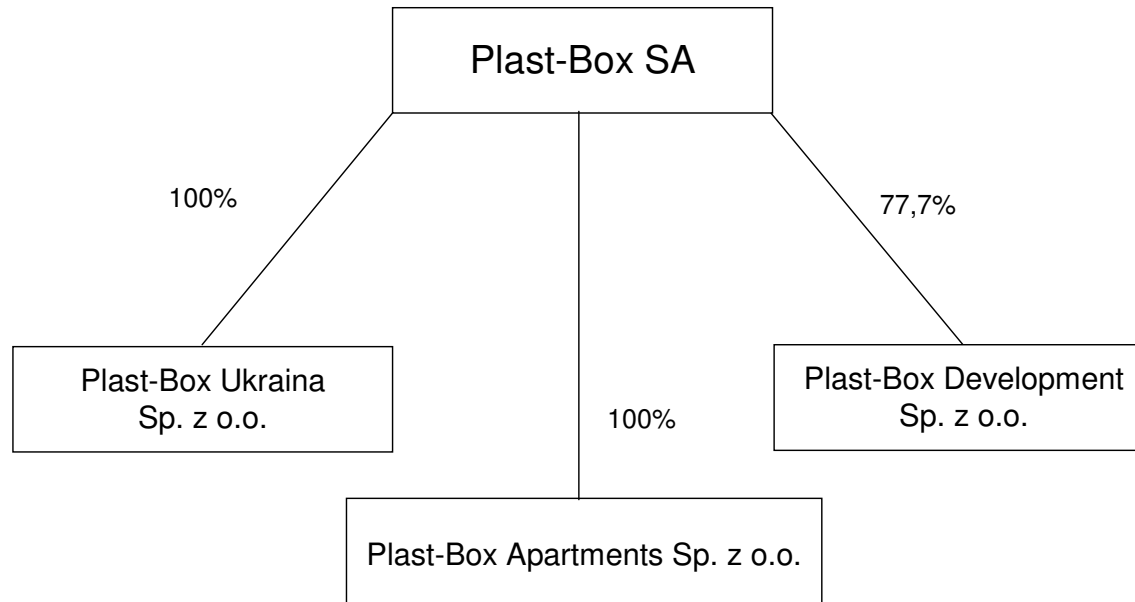 Plast-Box SA
100%
77,7%
Plast-Box Ukraina
Sp. z o.o.
Plast-Box Development
Sp. z o.o.
100%
Plast-Box Apartments Sp. z o.o.